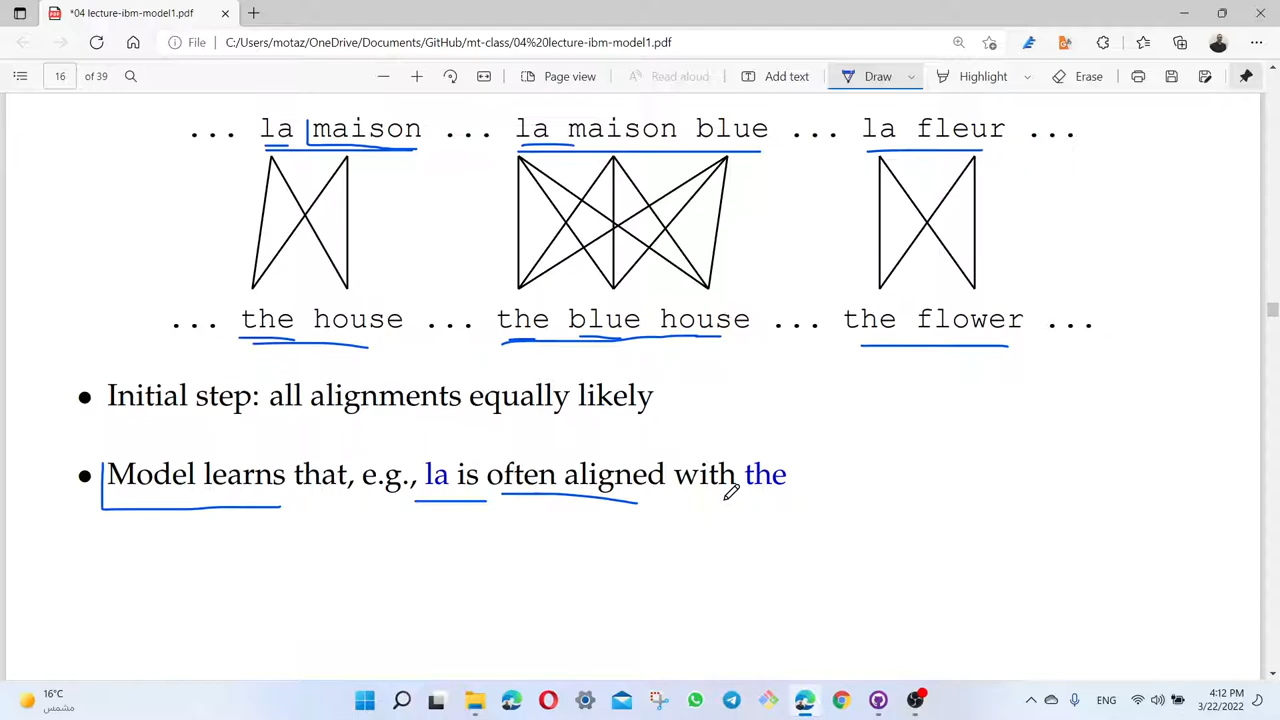 *04 lecture-ibm-model1.pdf
File C:/Users/motaz/OneDrive/Documents/GitHub/mt-class/04%20lecture-ibm-model1.pdf
16 of 39 Page view Read aloud Add text Draw Highlight Erase
... la maison ... la maison blue ... la fleur ...
... the house ... the blue house ... the flower ...
• Initial step: all alignments equally likely
• Model learns that, e.g., la is often aligned with the
16°C
مشمس
ENG
4:12 PM
3/22/2022